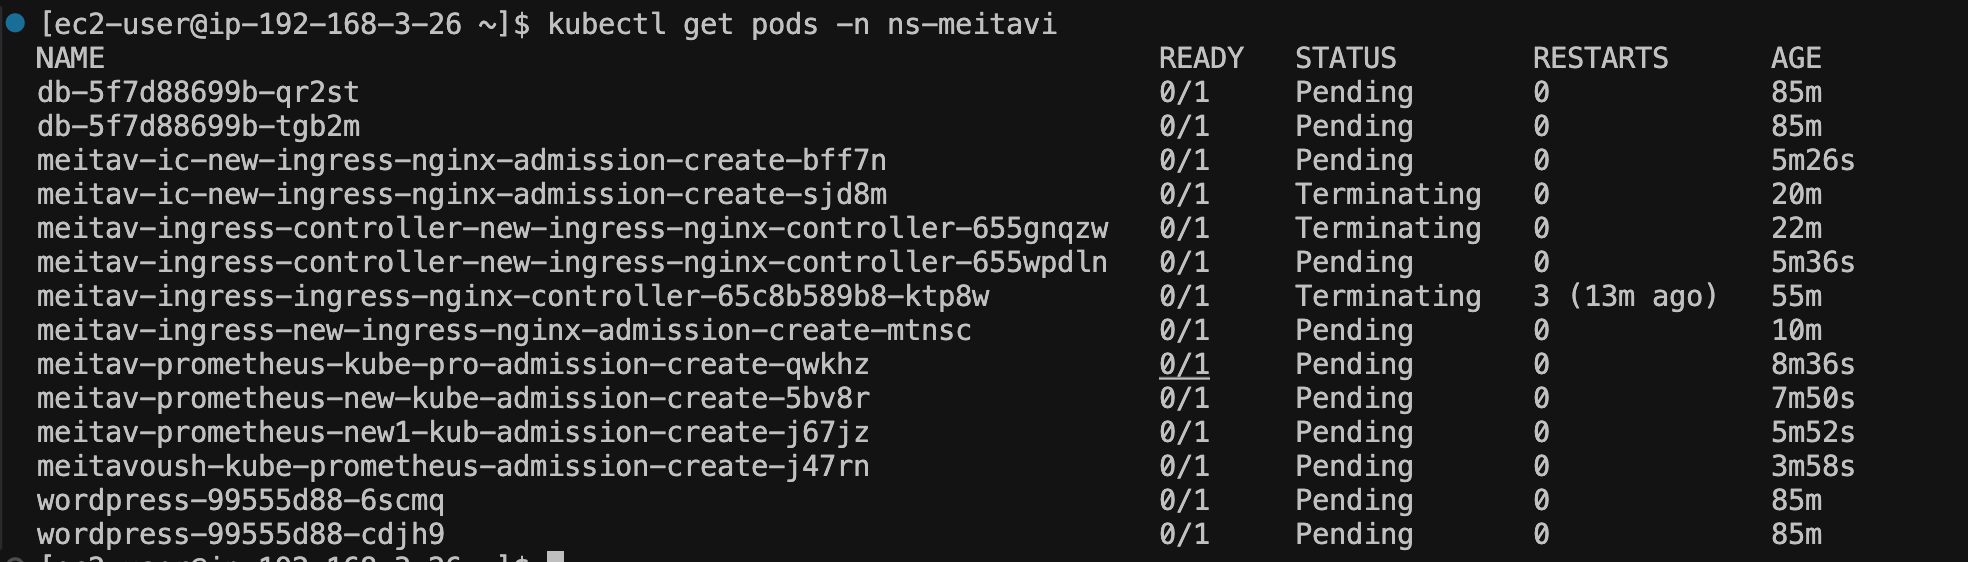 [ec2-user@ip-192-168-3-26 ~]$ kubectl get pods -n ns-meitavi
NAME READY STATUS RESTARTS AGE
db-5f7d88699b-qr2st 0/1 Pending 0 85m
db-5f7d88699b-tgb2m 0/1 Pending 0 85m
meitav-ic-new-ingress-nginx-admission-create-bff7n 0/1 Pending 0 5m26s
meitav-ic-new-ingress-nginx-admission-create-sjd8m 0/1 Terminating 0 20m
meitav-ingress-controller-new-ingress-nginx-controller-655gnqzw 0/1 Terminating 0 22m
meitav-ingress-controller-new-ingress-nginx-controller-655wpdln 0/1 Pending 0 5m36s
meitav-ingress-ingress-nginx-controller-65c8b589b8-ktp8w 0/1 Terminating 3 (13m ago) 55m
meitav-ingress-new-ingress-nginx-admission-create-mtnsc 0/1 Pending 0 10m
meitav-prometheus-kube-pro-admission-create-qwkhz 0/1 Pending 0 8m36s
meitav-prometheus-new-kube-admission-create-5bv8r 0/1 Pending 0 7m50s
meitav-prometheus-new1-kub-admission-create-j67jz 0/1 Pending 0 5m52s
meitavoush-kube-prometheus-admission-create-j47rn 0/1 Pending 0 3m58s
wordpress-99555d88-6scmq 0/1 Pending 0 85m
wordpress-99555d88-cdjh9 0/1 Pending 0 85m
[ec2-user@ip-192-168-3-26 ~]$